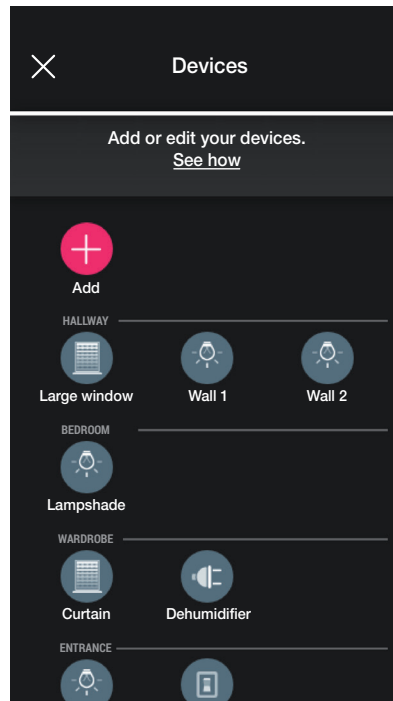 Devices
Add or edit your devices.
See how
Add
HALLWAY
Large window Wall 1 Wall 2
BEDROOM
Lampshade
WARDROBE
Curtain Dehumidifier
ENTRANCE